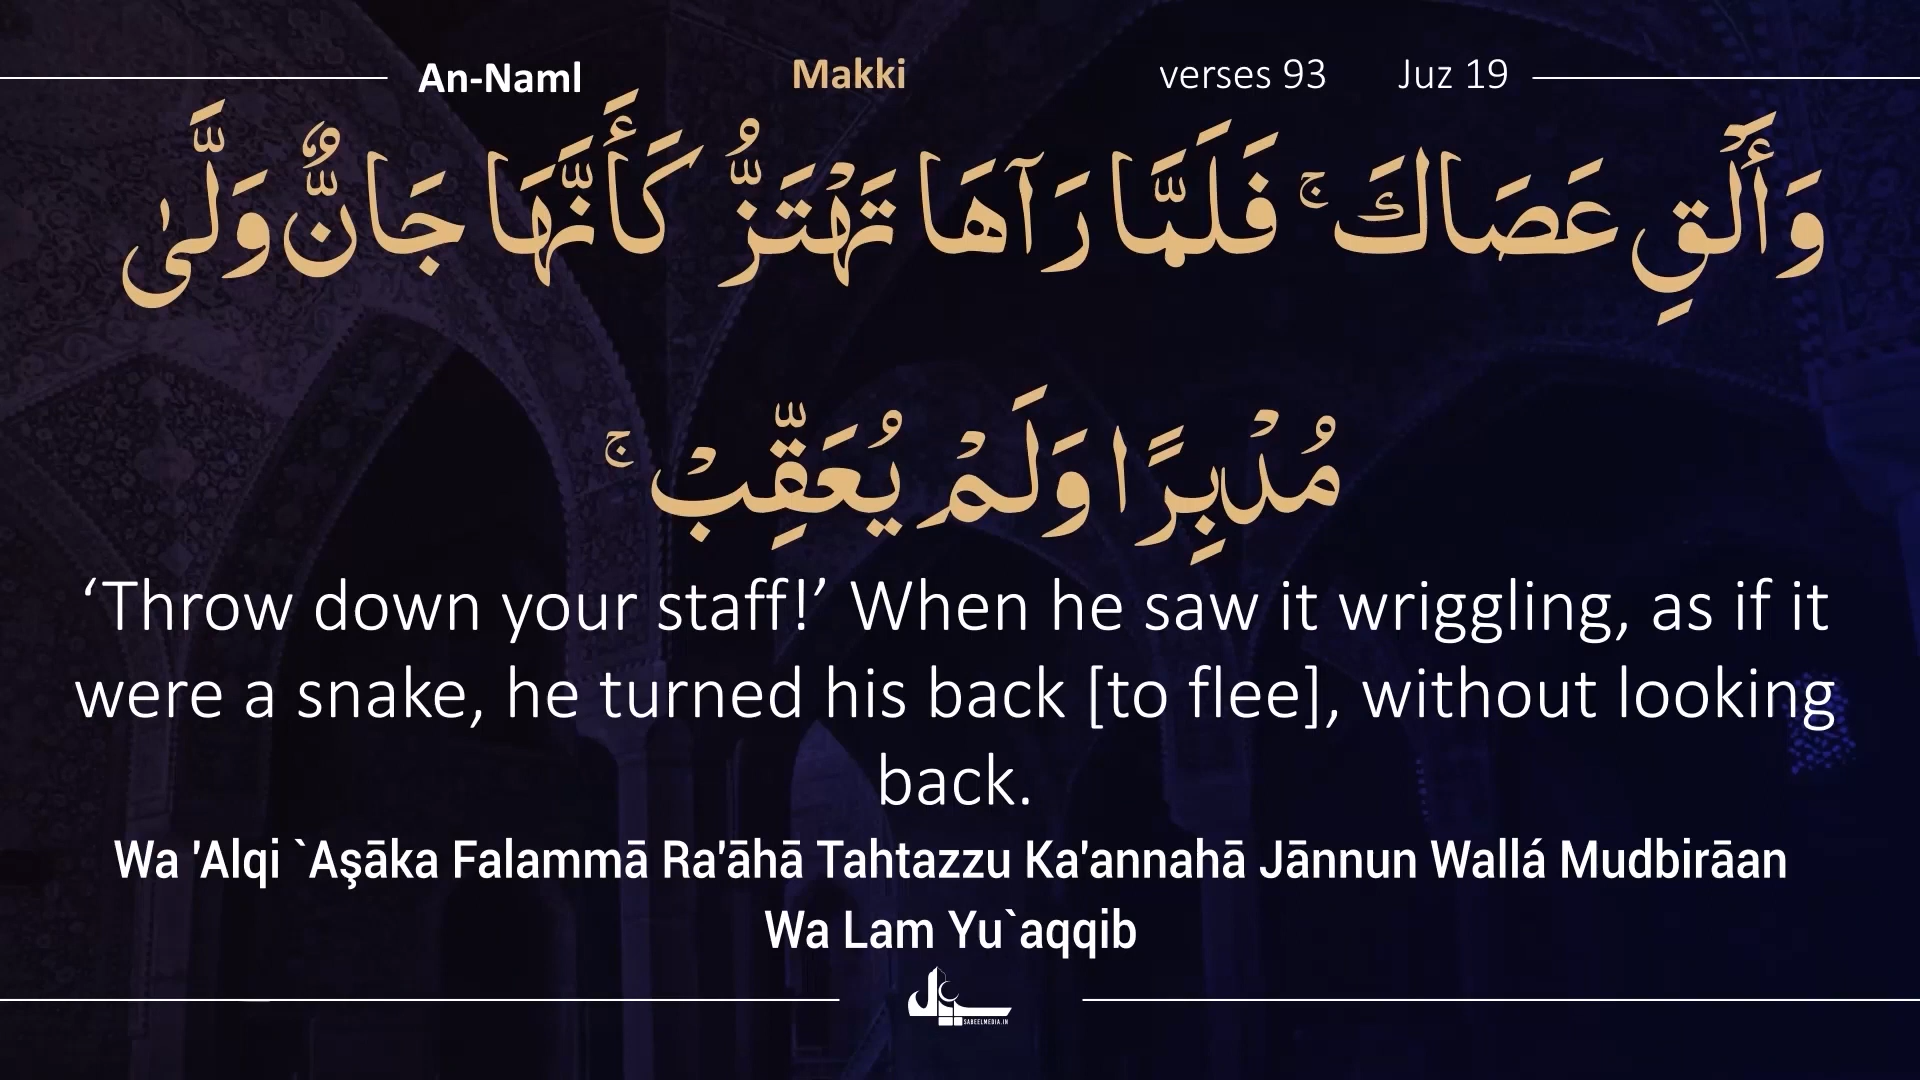 An-Naml Makki verses 93 Juz 19
وَأَلْقِ عَصَاكَ ۚ فَلَمَّا رَآهَا تَهْتَزُّ كَأَنَّهَا جَانٌّ وَلَّىٰ
مُدْبِرًا وَلَمْ يُعَقِّبْ ۚ
‘Throw down your staff!’ When he saw it wriggling, as if it
were a snake, he turned his back [to flee], without looking
back.
Wa 'Alqi `Aşāka Falammā Ra'āhā Tahtazzu Ka'annahā Jānnun Wallá Mudbirāan
Wa Lam Yu`aqqib
SABEELMEDIA.IN